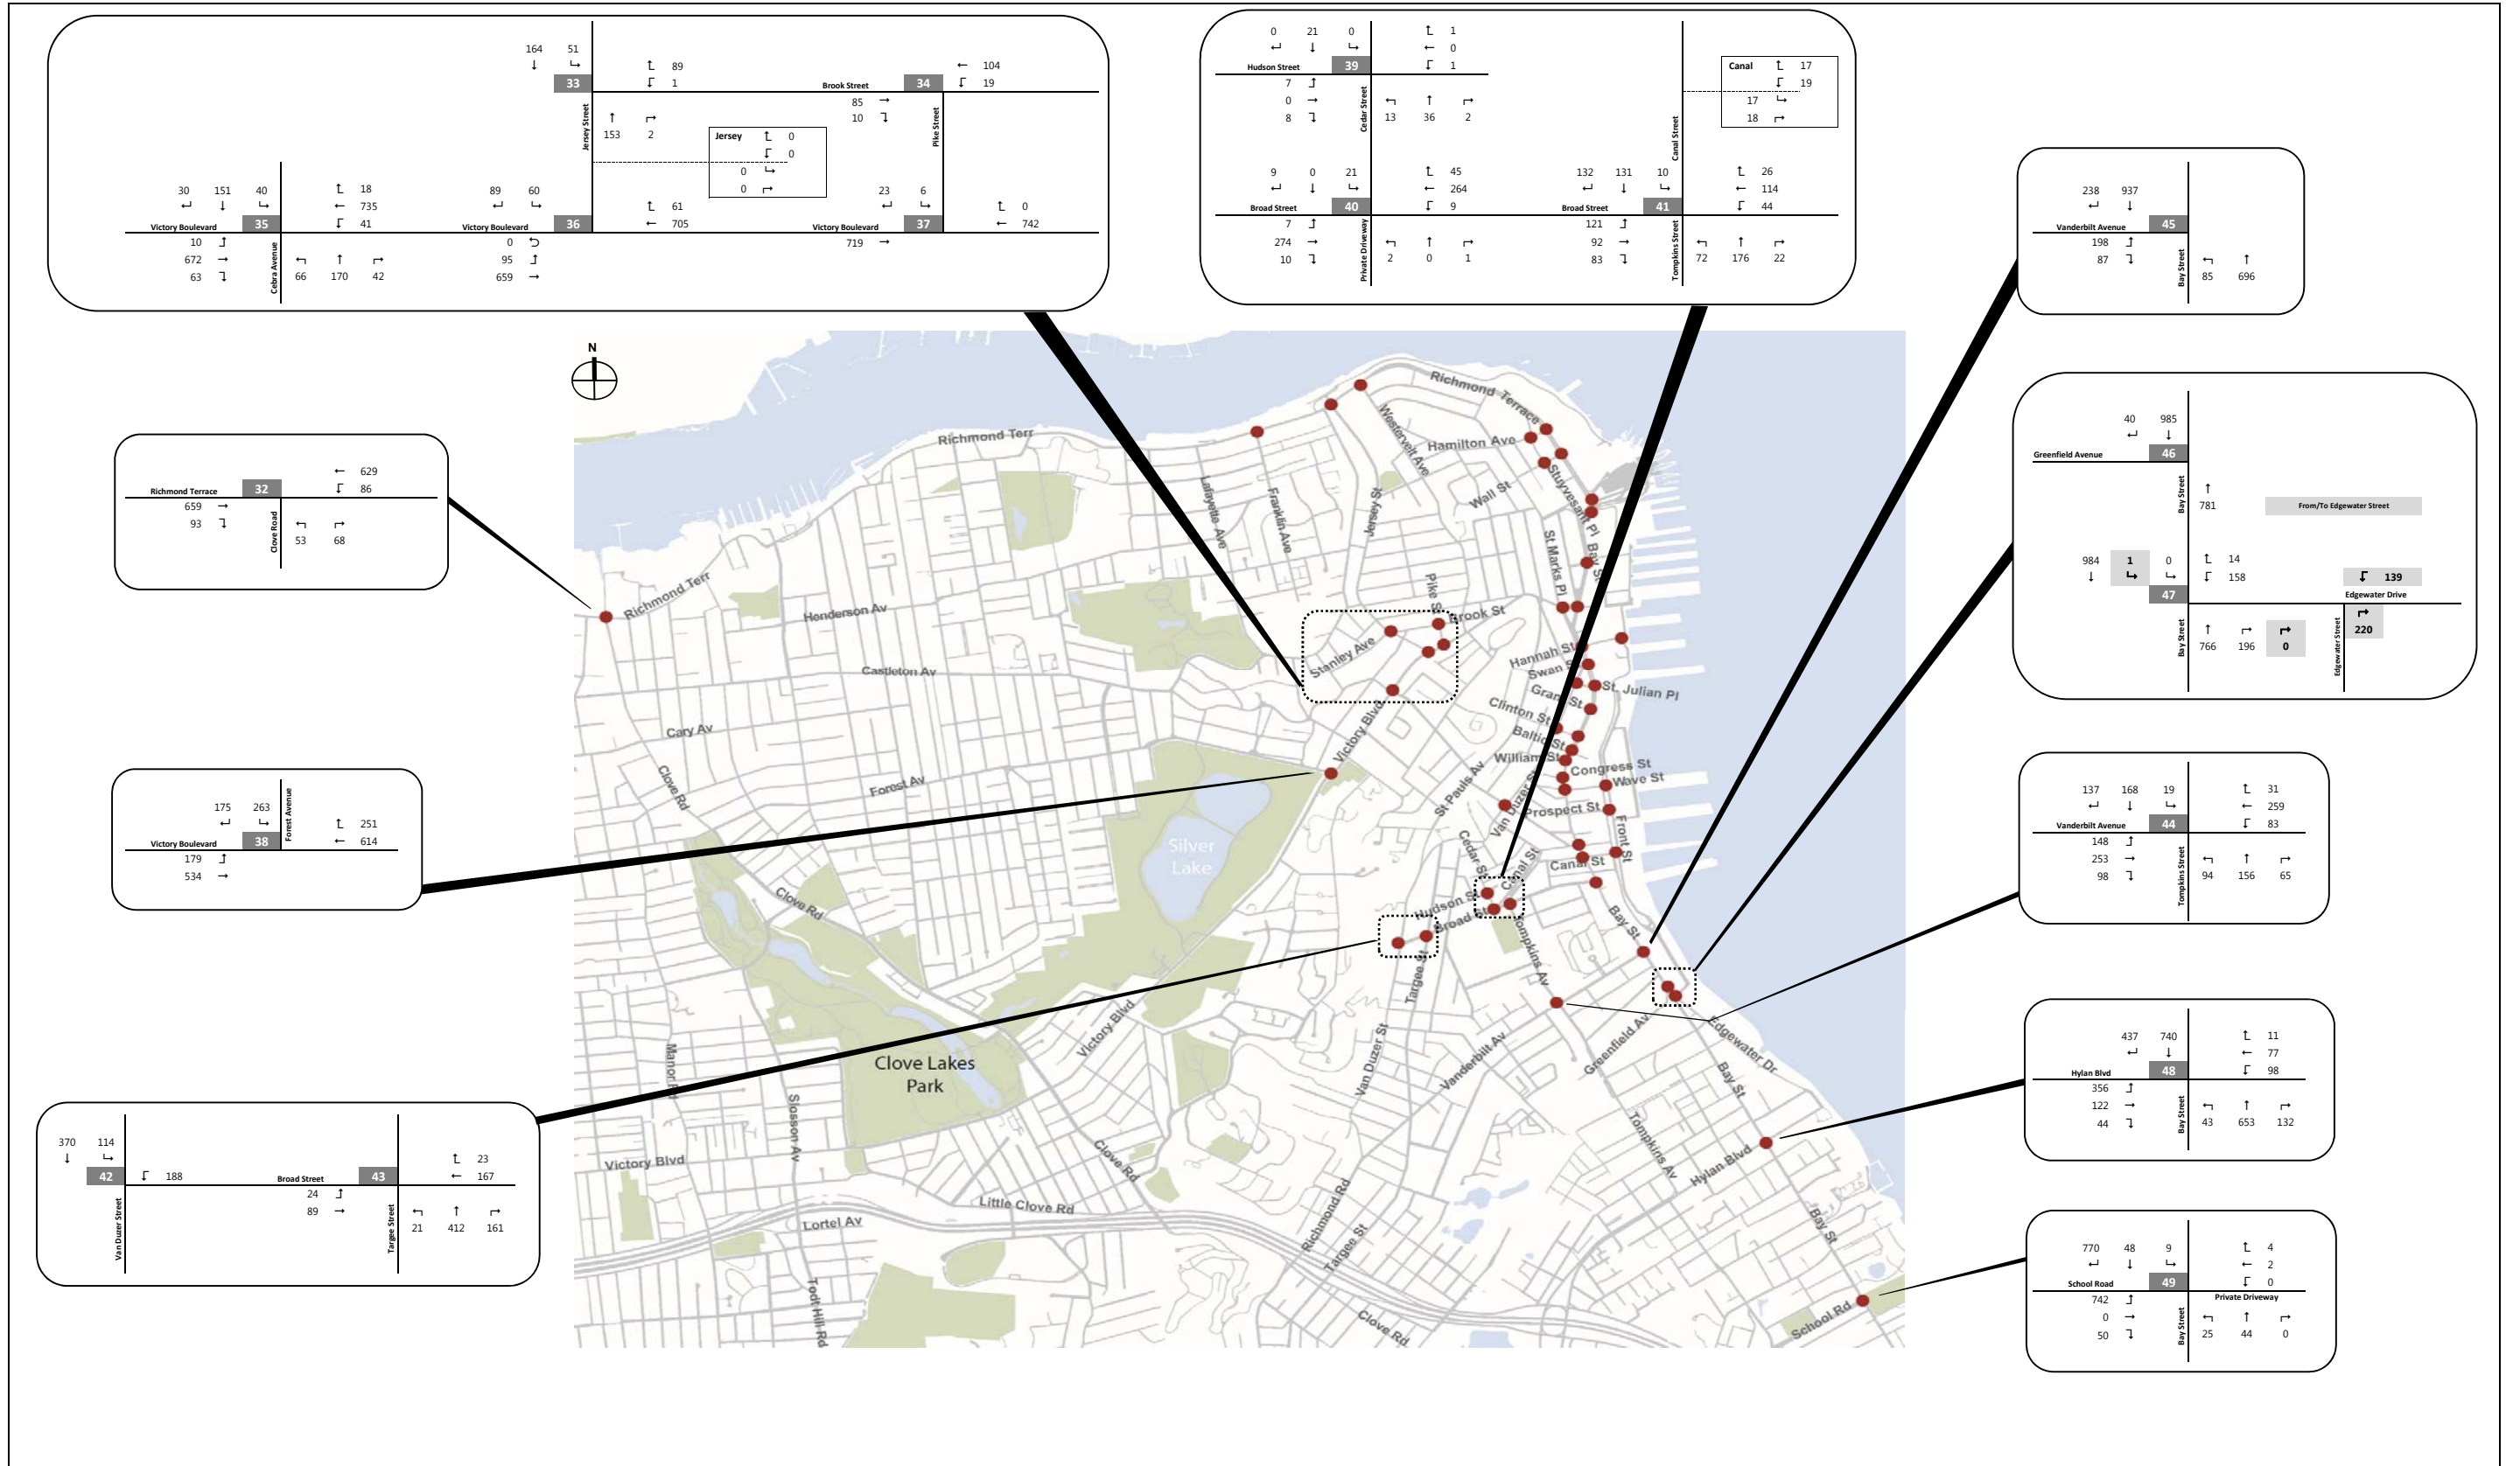 164 51
↓ ↳
33
↑ 89
↓ 1
Jersey Street
↑ ↱
153 2
Brook Street
34
← 104
19
85 →
10
Pike Street
Jersey 0
0
0
0
30 151 40
18
← 735
41
Victory Boulevard
35
10
672 →
63
Cebra Avenue
66 170 42
89 60
61
← 705
Victory Boulevard
36
0
95
659 →
23 6
0
← 742
Victory Boulevard
37
719 →
0 21 0
1
← 0
1
Hudson Street
39
7
0 →
8
Cedar Street
13 36 2
Canal 17
19
17
18
Canal Street
9 0 21
45
← 264
9
Broad Street
40
7
274 →
10
Private Driveway
2 0 1
132 131 10
26
← 114
44
Broad Street
41
121
92 →
83
Tompkins Street
72 176 22
238 937
Vanderbilt Avenue
45
198
87
Bay Street
85 696
40 985
Greenfield Avenue
46
Bay Street
↑
781
From/To Edgewater Street
984 1 0
14
158
139
47
Edgewater Drive
Bay Street
766 196 0
220
Edgewater Street
← 629
86
Richmond Terrace
32
659 →
93
Clove Road
53 68
175 263
Forest Avenue
251
← 614
Victory Boulevard
38
179
534 →
137 168 19
31
← 259
83
Vanderbilt Avenue
44
148
253 →
98
Tompkins Street
94 156 65
437 740
11
← 77
98
Hylan Blvd
48
356
122 →
44
Bay Street
43 653 132
370 114
42
188
Van Duzer Street
Broad Street
43
23
← 167
24
89 →
Targee Street
21 412 161
770 48 9
4
← 2
0
School Road
49
Private Driveway
742
0 →
50
Bay Street
25 44 0
N
Richmond Terrace
Richmond Terr
Westervelt Ave
Hamilton Ave
Lafayette Ave
Franklin Ave
Jersey St
Wall St
Stuyvesant Pl
St Marks Pl
Bay St
Richmond Terr
Henderson Av
Pike St
Brook St
Stanley Ave
Castleton Av
Hannah St
Swan St
St. Julian Pl
Grant St
Clinton St
Baltic St
William St
Congress St
Wave St
Cary Av
Victory Blvd
Forest Av
Clove Rd
St Pauls Av
Van Duzer St
Prospect St
Front St
Silver
Lake
Cedar St
Canal St
Canal St
Clove Rd
Hudson St
Broad St
Tompkins Av
Bay St
Targee St
Victory Blvd
Van Duzer St
Vanderbilt Av
Greenfield Av
Edgewater Dr
Clove Lakes
Park
Manor Rd
Slosson Av
Bay St
Tompkins Av
Victory Blvd
Clove Rd
Hylan Blvd
Little Clove Rd
Lortel Av
Richmond Rd
Targee St
Bay St
Todt Hill Rd
Clove Rd
School Rd